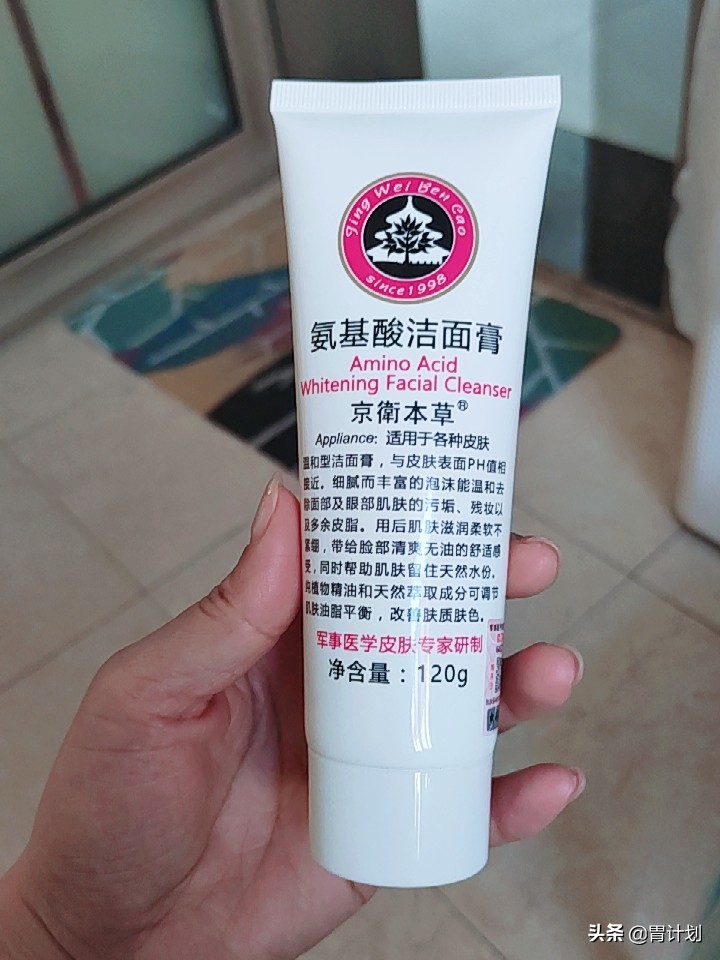 Jing Wei Ben Cao
since1998
氨基酸洁面膏
Amino Acid
Whitening Facial Cleanser
京衛本草®
Appliance: 适用于各种皮肤
温和型洁面膏，与皮肤表面PH值相
接近。细腻而丰富的泡沫能温和去
除面部及眼部肌肤的污垢、残妆以
及多余皮脂。用后肌肤滋润柔软不
紧绷，带给脸部清爽无油的舒适感
受，同时帮助肌肤留住天然水份。
纯植物精油和天然萃取成分可调节
肌肤油脂平衡，改善肤质肤色。
军事医学皮肤专家研制
净含量：120g
头条 @胃计划